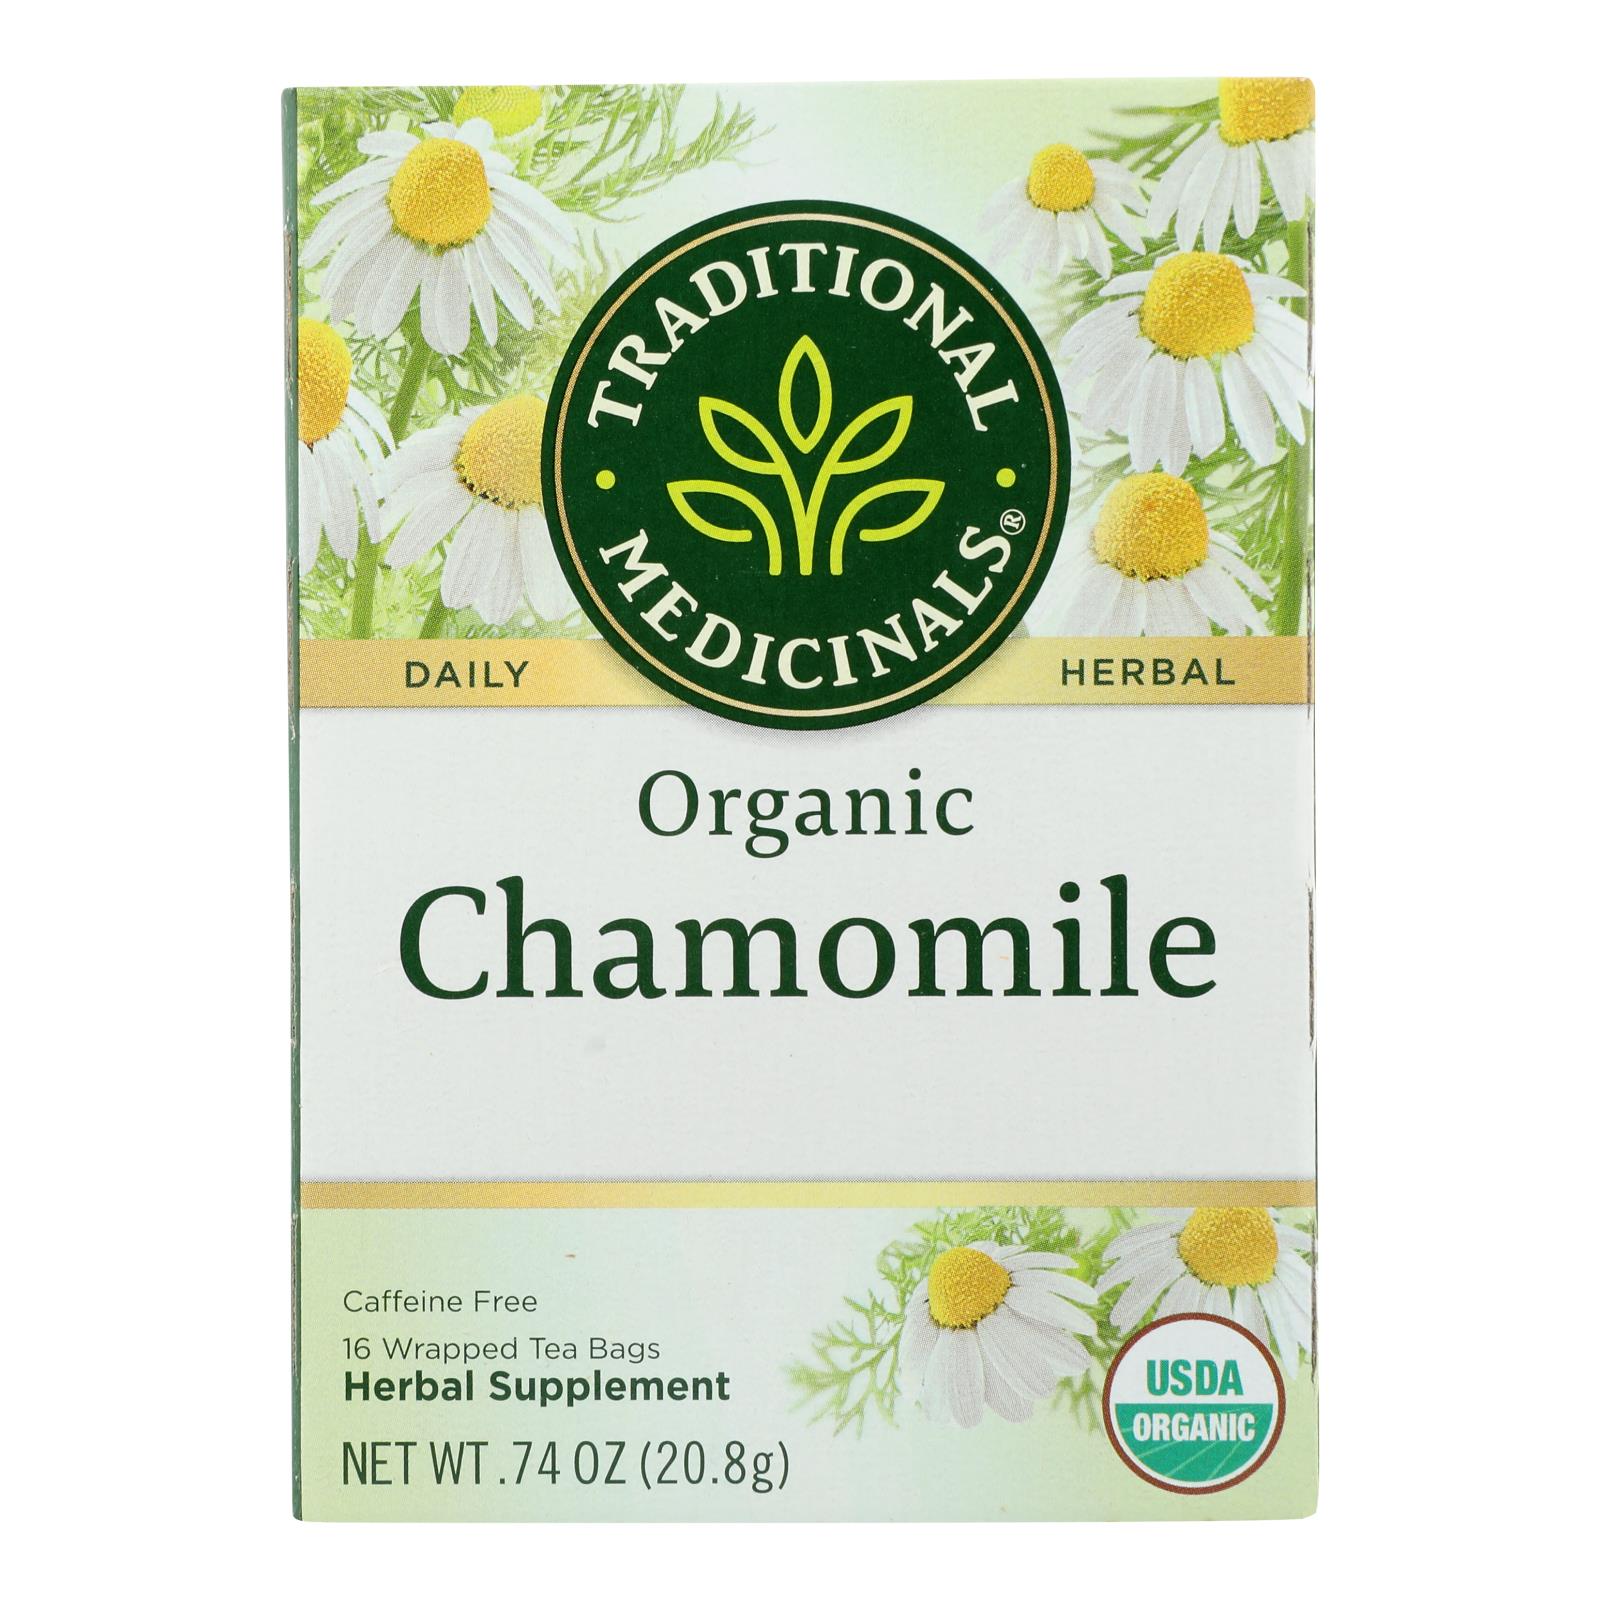 TRADITIONAL
MEDICINALS®
DAILY
HERBAL
Organic
Chamomile
Caffeine Free
16 Wrapped Tea Bags
Herbal Supplement
NET WT .74 OZ (20.8g)
USDA
ORGANIC